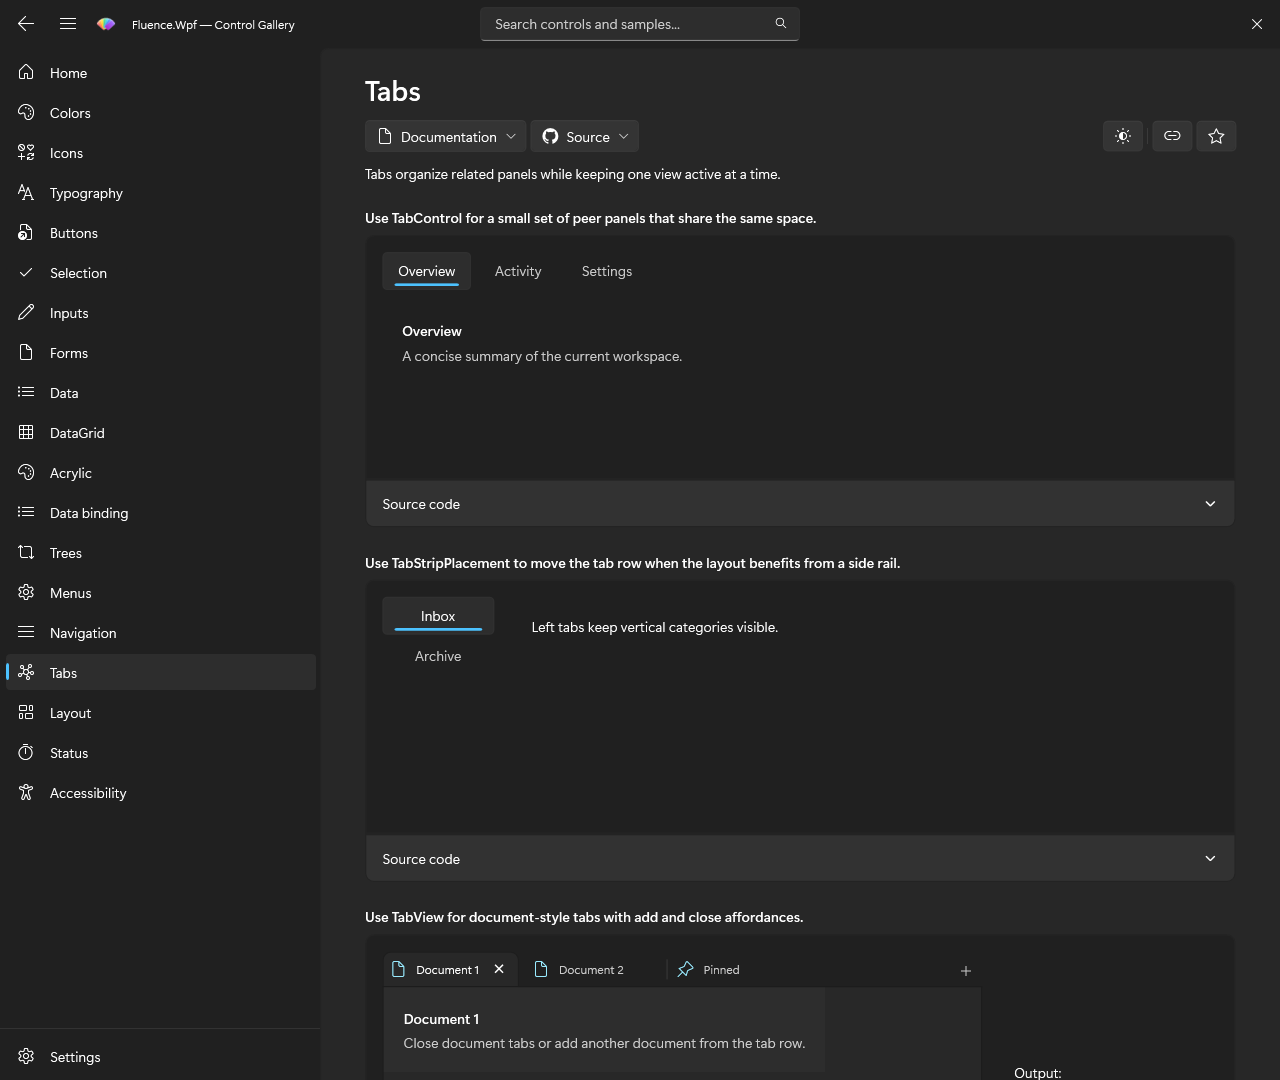 Fluence.Wpf — Control Gallery
Search controls and samples...
Home
Colors
Icons
Typography
Buttons
Selection
Inputs
Forms
Data
DataGrid
Acrylic
Data binding
Trees
Menus
Navigation
Tabs
Layout
Status
Accessibility
Settings
Tabs
Documentation
Source
Tabs organize related panels while keeping one view active at a time.
Use TabControl for a small set of peer panels that share the same space.
Overview
Activity
Settings
Overview
A concise summary of the current workspace.
Source code
Use TabStripPlacement to move the tab row when the layout benefits from a side rail.
Inbox
Left tabs keep vertical categories visible.
Archive
Source code
Use TabView for document-style tabs with add and close affordances.
Document 1
Document 2
Pinned
Document 1
Close document tabs or add another document from the tab row.
Output: